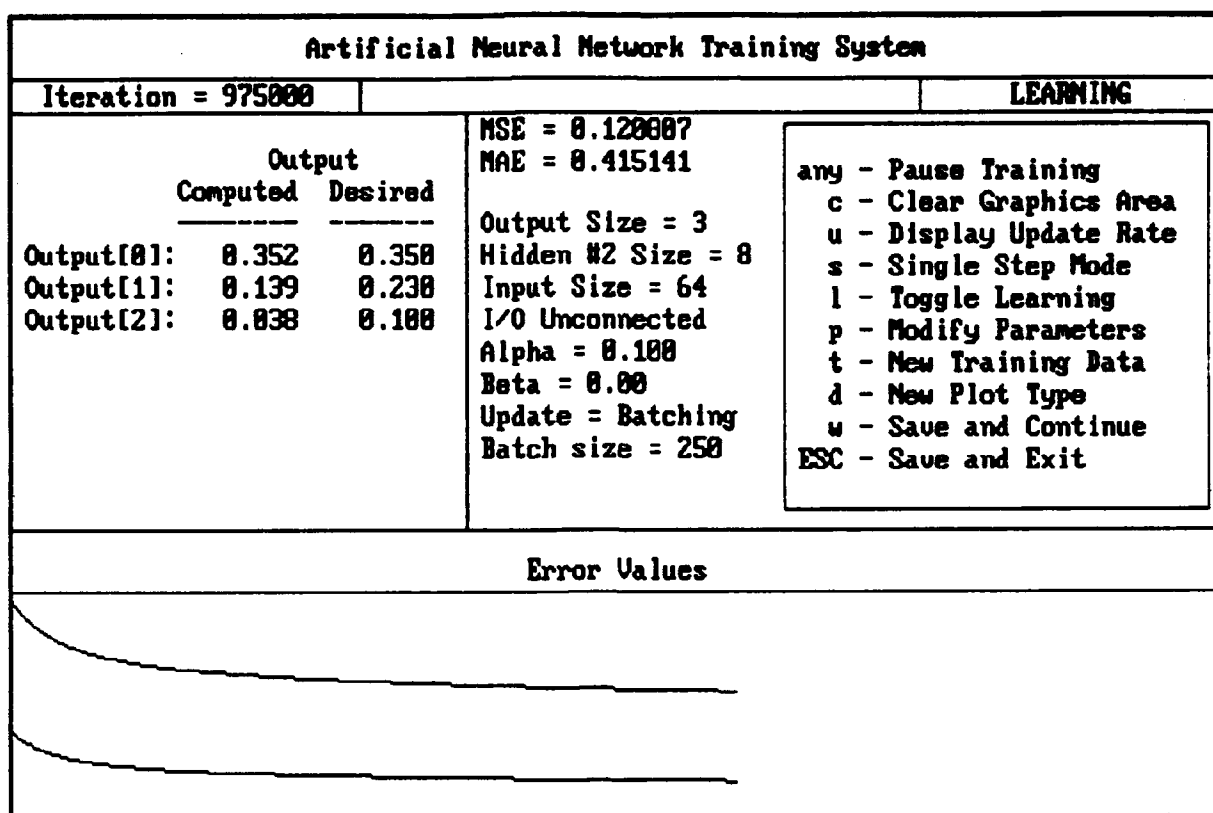 Artificial Neural Network Training System
Iteration = 975000
LEARNING
Output
Computed Desired
Output[0]: 0.352 0.350
Output[1]: 0.139 0.230
Output[2]: 0.038 0.100
MSE = 0.120007
MAE = 0.415141
Output Size = 3
Hidden #2 Size = 8
Input Size = 64
I/O Unconnected
Alpha = 0.100
Beta = 0.00
Update = Batching
Batch size = 250
any - Pause Training
c - Clear Graphics Area
u - Display Update Rate
s - Single Step Mode
l - Toggle Learning
p - Modify Parameters
t - New Training Data
d - New Plot Type
w - Save and Continue
ESC - Save and Exit
Error Values